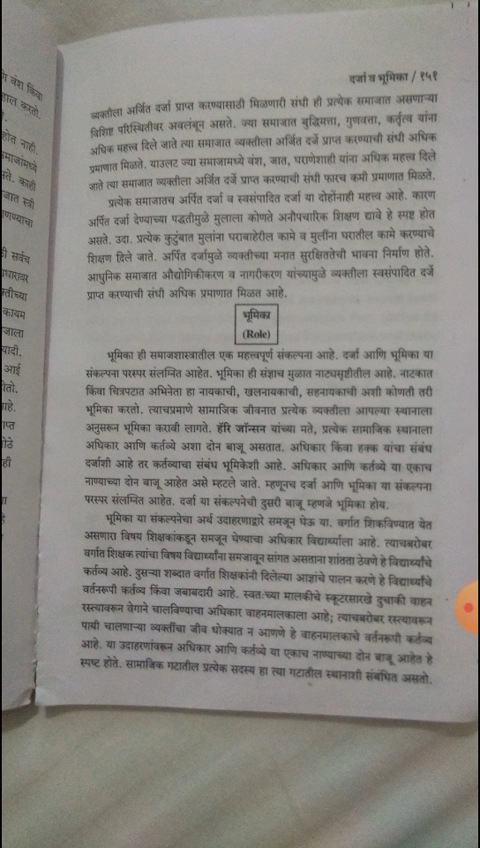 दर्जा व भूमिका / १५१
व्यक्तीला अर्जित दर्जा प्राप्त करण्यासाठी मिळणारी संधी ही प्रत्येक समाजात असणाऱ्या
विशिष्ट परिस्थितीवर अवलंबून असते. ज्या समाजात बुद्धिमत्ता, गुणवत्ता, कर्तृत्व यांना
अधिक महत्त्व दिले जाते त्या समाजात व्यक्तीला अर्जित दर्जे प्राप्त करण्याची संधी अधिक
प्रमाणात मिळते. याउलट ज्या समाजामध्ये वंश, जात, घराणेशाही यांना अधिक महत्त्व दिले
जाते त्या समाजात व्यक्तीला अर्जित दर्जे प्राप्त करण्याची संधी फारच कमी प्रमाणात मिळते.
प्रत्येक समाजातच अर्पित दर्जा व स्वसंपादित दर्जा या दोहोंनाही महत्त्व आहे. कारण
अर्पित दर्जा देण्याच्या पद्धतीमुळे मुलाला कोणते अनौपचारिक शिक्षण द्यावे हे स्पष्ट होत
असते. उदा. प्रत्येक कुटुंबात मुलांना घराबाहेरील कामे व मुलींना घरातील कामे करण्याचे
शिक्षण दिले जाते. अर्पित दर्जामुळे व्यक्तीच्या मनात सुरक्षिततेची भावना निर्माण होते.
आधुनिक समाजात औद्योगिकीकरण व नागरीकरण यांच्यामुळे व्यक्तीला स्वसंपादित दर्जे
प्राप्त करण्याची संधी अधिक प्रमाणात मिळत आहे.
भूमिका
(Role)
भूमिका ही समाजशास्त्रातील एक महत्त्वपूर्ण संकल्पना आहे. दर्जा आणि भूमिका या
संकल्पना परस्पर संलग्नित आहेत. भूमिका ही संज्ञाच मुळात नाट्यसृष्टीतील आहे. नाटकात
किंवा चित्रपटात अभिनेता हा नायकाची, खलनायकाची, सहनायकाची अशी कोणती तरी
भूमिका करतो. त्याचप्रमाणे सामाजिक जीवनात प्रत्येक व्यक्तीला आपल्या स्थानाला
अनुसरून भूमिका करावी लागते. हॅरि जॉन्सन यांच्या मते, प्रत्येक सामाजिक स्थानाला
अधिकार आणि कर्तव्ये अशा दोन बाजू असतात. अधिकार किंवा हक्क यांचा संबंध
दर्जाशी आहे तर कर्तव्याचा संबंध भूमिकेशी आहे. अधिकार आणि कर्तव्ये या एकाच
नाण्याच्या दोन बाजू आहेत असे म्हटले जाते. म्हणूनच दर्जा आणि भूमिका या संकल्पना
परस्पर संलग्नित आहेत. दर्जा या संकल्पनेची दुसरी बाजू म्हणजे भूमिका होय.
भूमिका या संकल्पनेचा अर्थ उदाहरणाद्वारे समजून घेऊ या. वर्गात शिकविण्यात येत
असणारा विषय शिक्षकांकडून समजून घेण्याचा अधिकार विद्यार्थ्याला आहे. त्याचबरोबर
वर्गात शिक्षक त्यांचा विषय विद्यार्थ्यांना समजावून सांगत असताना शांतता ठेवणे हे विद्यार्थ्यांचे
कर्तव्य आहे. दुसऱ्या शब्दात वर्गात शिक्षकांनी दिलेल्या आज्ञांचे पालन करणे हे विद्यार्थ्यांचे
वर्तनरूपी कर्तव्य किंवा जबाबदारी आहे. स्वतःच्या मालकीचे स्कूटरसारखे दुचाकी वाहन
रस्त्यावरून वेगाने चालविण्याचा अधिकार वाहनमालकाला आहे; त्याचबरोबर रस्त्यावरून
पायी चालणाऱ्या व्यक्तींचा जीव धोक्यात न आणणे हे वाहनमालकाचे वर्तनरूपी कर्तव्य
आहे. या उदाहरणांवरून अधिकार आणि कर्तव्ये या एकाच नाण्याच्या दोन बाजू आहेत हे
स्पष्ट होते. सामाजिक गटातील प्रत्येक सदस्य हा त्या गटातील स्थानाशी संबंधित असतो.